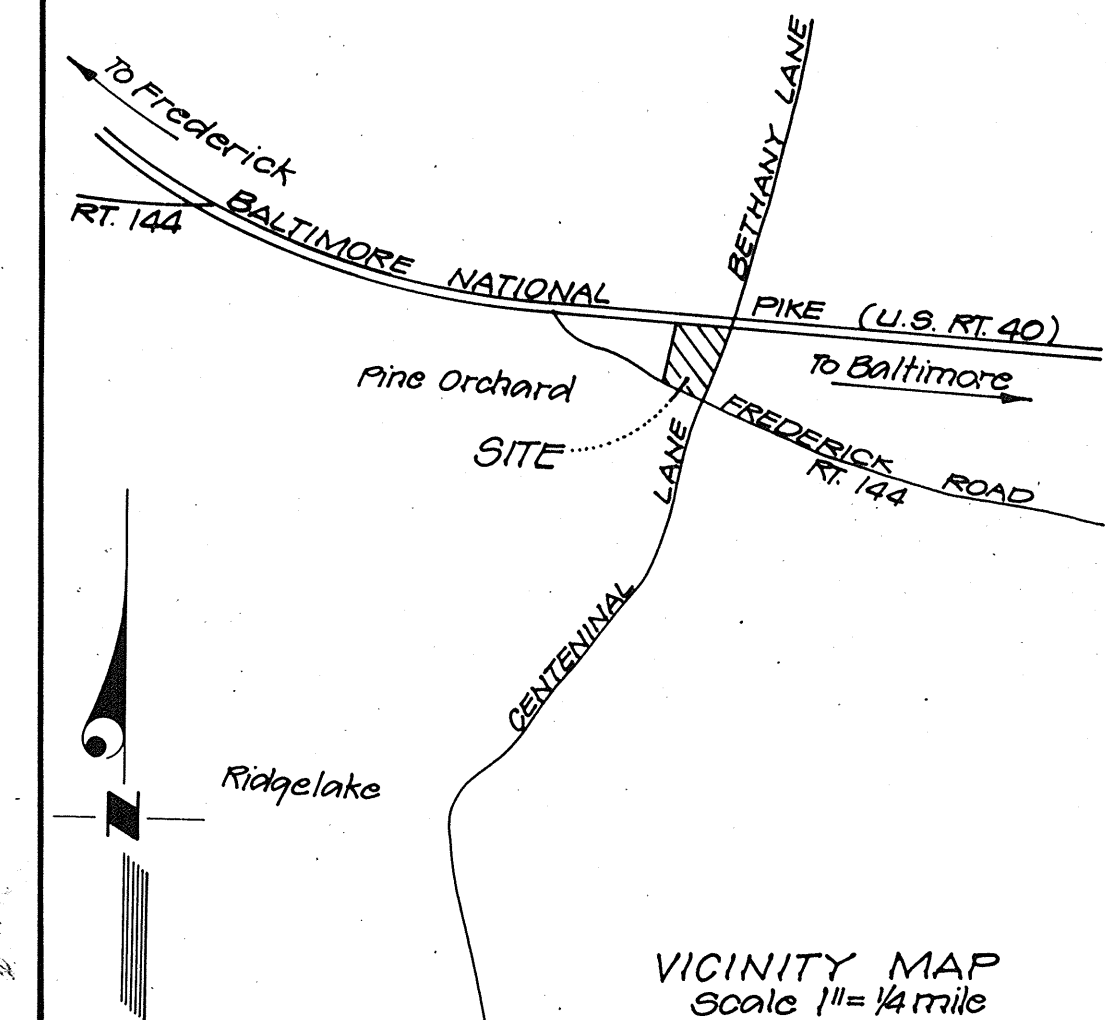 To Frederick
RT. 144
BALTIMORE NATIONAL PIKE (U.S. RT. 40)
BETHANY LANE
To Baltimore
Pine Orchard
SITE
FREDERICK ROAD
RT. 144
CENTENINAL LANE
N
Ridgelake
VICINITY MAP
Scale 1"= 1/4 mile